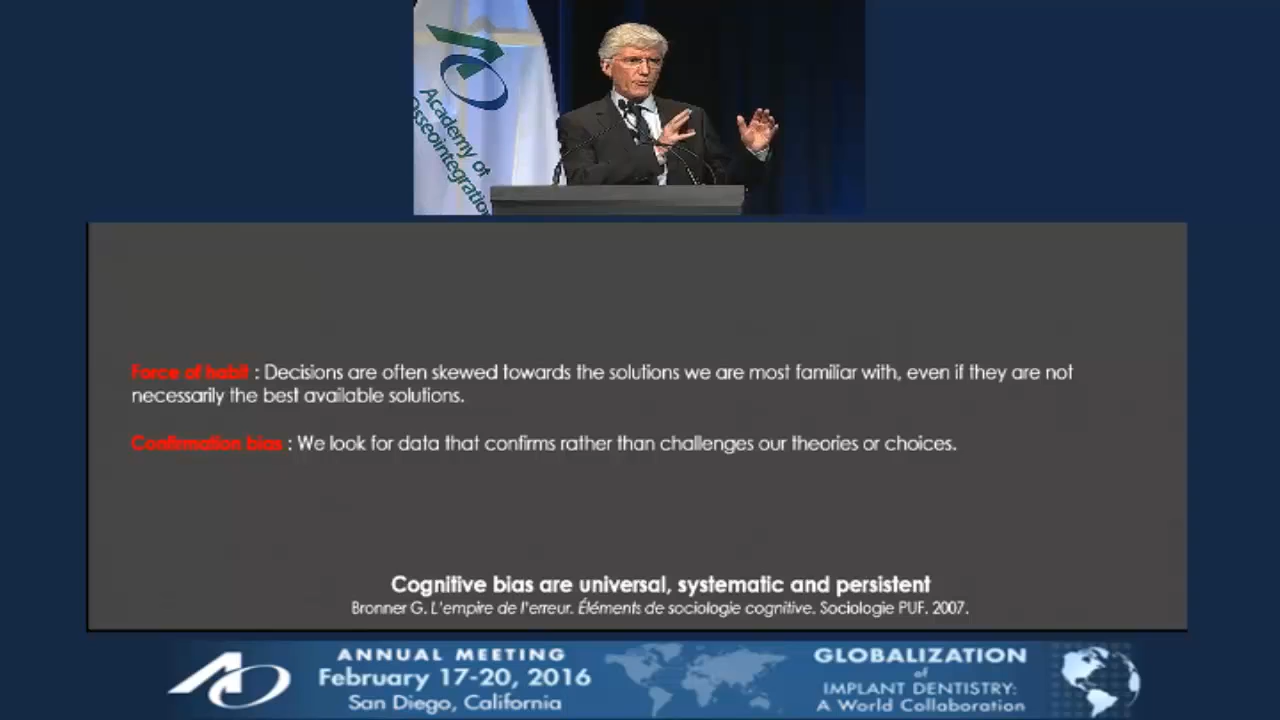 Academy of
Osseointegration
Force of habit : Decisions are often skewed towards the solutions we are most familiar with, even if they are not
necessarily the best available solutions.
Confirmation bias : We look for data that confirms rather than challenges our theories or choices.
Cognitive bias are universal, systematic and persistent
Bronner G. L'empire de l'erreur. Éléments de sociologie cognitive. Sociologie PUF. 2007.
ANNUAL MEETING
February 17-20, 2016
San Diego, California
GLOBALIZATION
of
IMPLANT DENTISTRY:
A World Collaboration